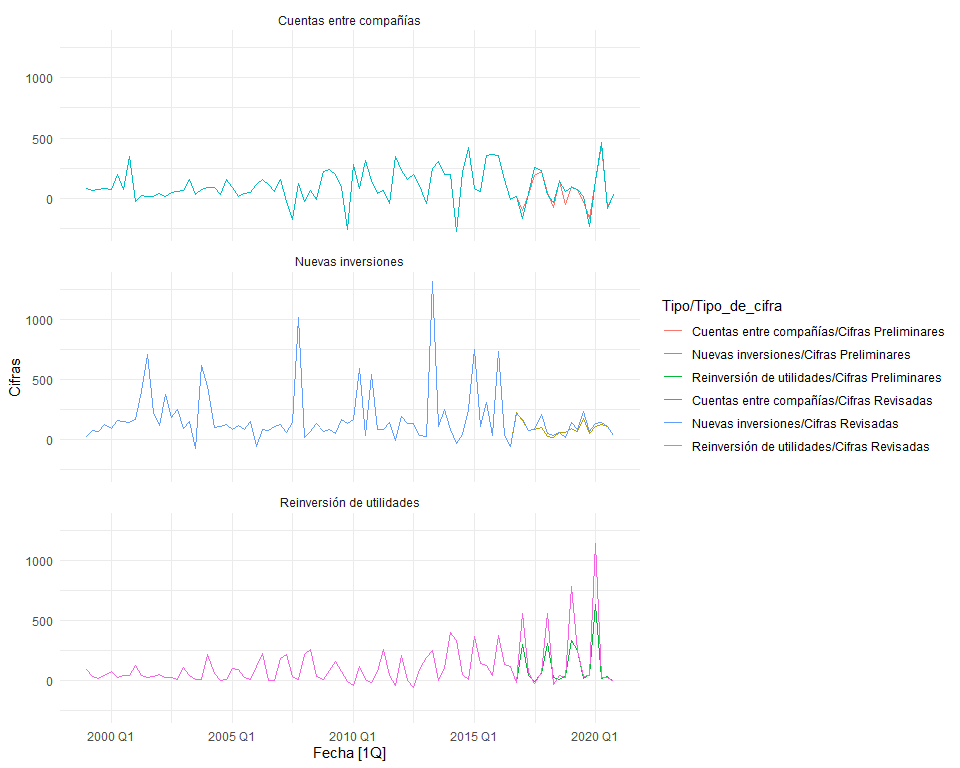 Cuentas entre compañías
1000
500
0
Nuevas inversiones
1000
500
0
Cifras
Reinversión de utilidades
1000
500
0
2000 Q1
2005 Q1
2010 Q1
2015 Q1
2020 Q1
Fecha [1Q]
Tipo/Tipo_de_cifra
Cuentas entre compañías/Cifras Preliminares
Nuevas inversiones/Cifras Preliminares
Reinversión de utilidades/Cifras Preliminares
Cuentas entre compañías/Cifras Revisadas
Nuevas inversiones/Cifras Revisadas
Reinversión de utilidades/Cifras Revisadas